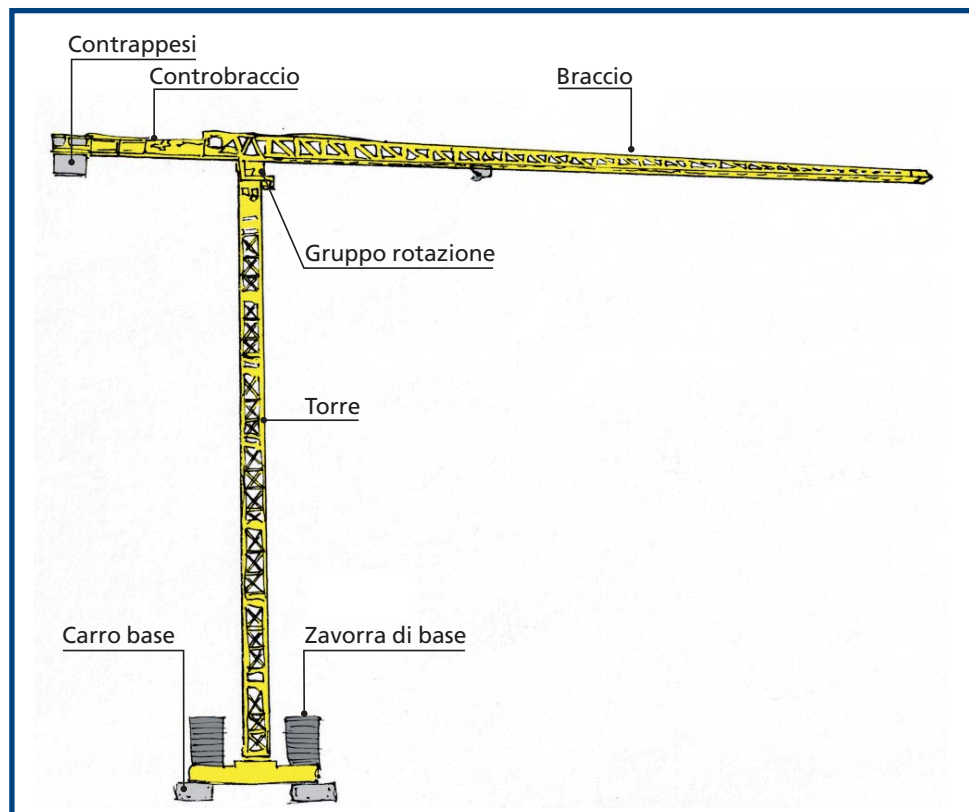 Contrappesi
Controbraccio
Braccio
Gruppo rotazione
Torre
Carro base
Zavorra di base